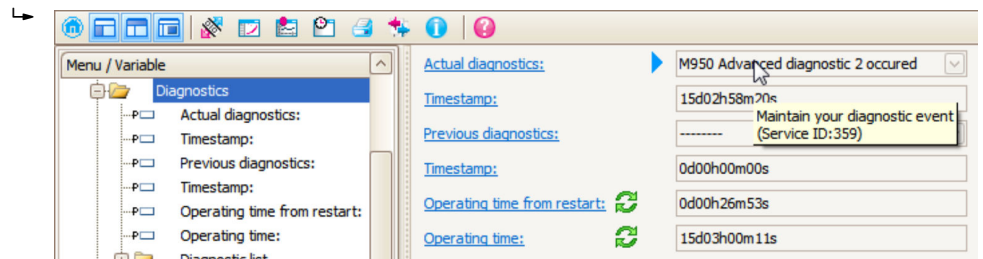 Menu / Variable
Diagnostics
Actual diagnostics:
Timestamp:
Previous diagnostics:
Timestamp:
Operating time from restart:
Operating time:
Actual diagnostics:
M950 Advanced diagnostic 2 occured
Timestamp:
15d02h58m20s
Maintain your diagnostic event
(Service ID:359)
Previous diagnostics:
--------
Timestamp:
0d00h00m00s
Operating time from restart:
0d00h26m53s
Operating time:
15d03h00m11s